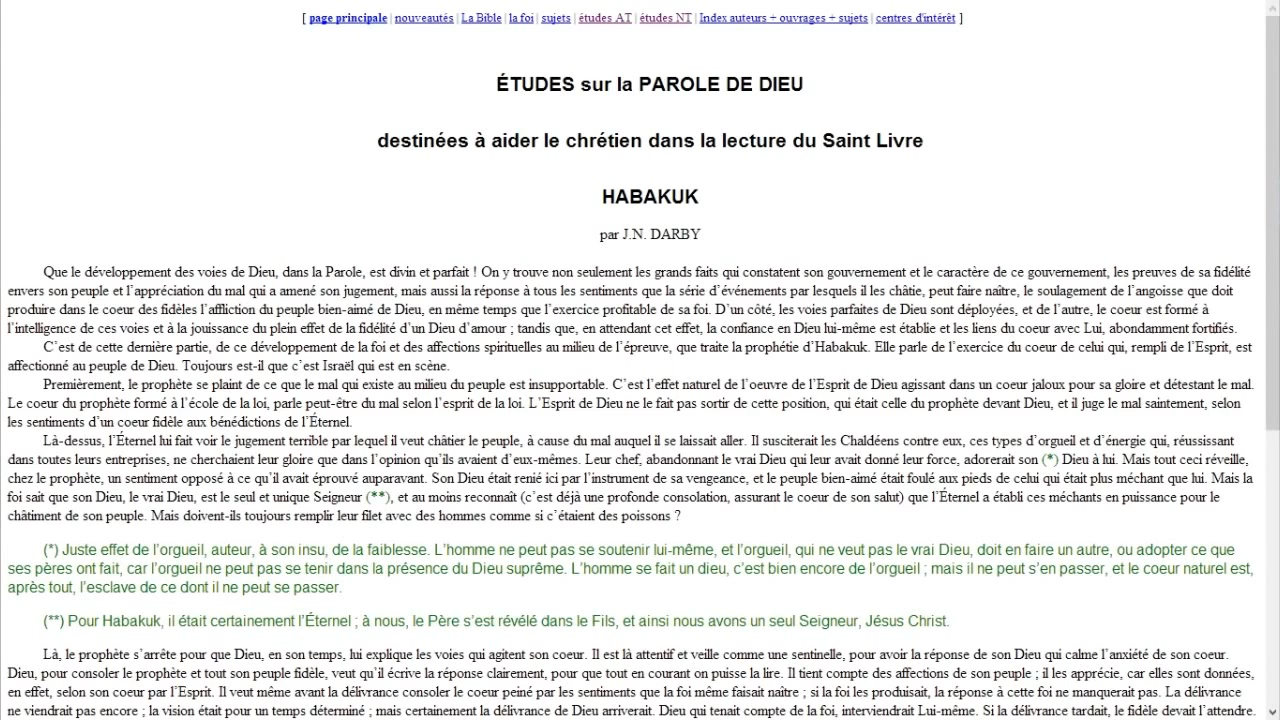 [ page principale | nouveautés | La Bible | la foi | sujets | études AT | études NT | Index auteurs + ouvrages + sujets | centres d'intérêt ]
ÉTUDES sur la PAROLE DE DIEU
destinées à aider le chrétien dans la lecture du Saint Livre
HABAKUK
par J.N. DARBY
Que le développement des voies de Dieu, dans la Parole, est divin et parfait ! On y trouve non seulement les grands faits qui constatent son gouvernement et le caractère de ce gouvernement, les preuves de sa fidélité
envers son peuple et l’appréciation du mal qui a amené son jugement, mais aussi la réponse à tous les sentiments que la série d’événements par lesquels il les châtie, peut faire naître, le soulagement de l’angoisse que doit
produire dans le coeur des fidèles l’affliction du peuple bien-aimé de Dieu, en même temps que l’exercice profitable de sa foi. D’un côté, les voies parfaites de Dieu sont déployées, et de l’autre, le coeur est formé à
l’intelligence de ces voies et à la jouissance du plein effet de la fidélité d’un Dieu d’amour ; tandis que, en attendant cet effet, la confiance en Dieu lui-même est établie et les liens du coeur avec Lui, abondamment fortifiés.
C’est de cette dernière partie, de ce développement de la foi et des affections spirituelles au milieu de l’épreuve, que traite la prophétie d’Habakuk. Elle parle de l’exercice du coeur de celui qui, rempli de l’Esprit, est
affectionné au peuple de Dieu. Toujours est-il que c’est Israël qui est en scène.
Premièrement, le prophète se plaint de ce que le mal qui existe au milieu du peuple est insupportable. C’est l’effet naturel de l’oeuvre de l’Esprit de Dieu agissant dans un coeur jaloux pour sa gloire et détestant le mal.
Le coeur du prophète formé à l’école de la loi, parle peut-être du mal selon l’esprit de la loi. L’Esprit de Dieu ne le fait pas sortir de cette position, qui était celle du prophète devant Dieu, et il juge le mal saintement, selon
les sentiments d’un coeur fidèle aux bénédictions de l’Éternel.
Là-dessus, l’Éternel lui fait voir le jugement terrible par lequel il veut châtier le peuple, à cause du mal auquel il se laissait aller. Il susciterait les Chaldéens contre eux, ces types d’orgueil et d’énergie qui, réussissant
dans toutes leurs entreprises, ne cherchaient leur gloire que dans l’opinion qu’ils avaient d’eux-mêmes. Leur chef, abandonnant le vrai Dieu qui leur avait donné leur force, adorerait son (*) Dieu à lui. Mais tout ceci réveille,
chez le prophète, un sentiment opposé à ce qu’il avait éprouvé auparavant. Son Dieu était renié ici par l’instrument de sa vengeance, et le peuple bien-aimé était foulé aux pieds de celui qui était plus méchant que lui. Mais la
foi sait que son Dieu, le vrai Dieu, est le seul et unique Seigneur (**), et au moins reconnaît (c’est déjà une profonde consolation, assurant le coeur de son salut) que l’Éternel a établi ces méchants en puissance pour le
châtiment de son peuple. Mais doivent-ils toujours remplir leur filet avec des hommes comme si c’étaient des poissons ?
(*) Juste effet de l’orgueil, auteur, à son insu, de la faiblesse. L’homme ne peut pas se soutenir lui-même, et l’orgueil, qui ne veut pas le vrai Dieu, doit en faire un autre, ou adopter ce que
ses pères ont fait, car l’orgueil ne peut pas se tenir dans la présence du Dieu suprême. L’homme se fait un dieu, c’est bien encore de l’orgueil ; mais il ne peut s’en passer, et le coeur naturel est,
après tout, l’esclave de ce dont il ne peut se passer.
(**) Pour Habakuk, il était certainement l’Éternel ; à nous, le Père s’est révélé dans le Fils, et ainsi nous avons un seul Seigneur, Jésus Christ.
Là, le prophète s’arrête pour que Dieu, en son temps, lui explique les voies qui agitent son coeur. Il est là attentif et veille comme une sentinelle, pour avoir la réponse de son Dieu qui calme l’anxiété de son coeur.
Dieu, pour consoler le prophète et tout son peuple fidèle, veut qu’il écrive la réponse clairement, pour que tout en courant on puisse la lire. Il tient compte des affections de son peuple ; il les apprécie, car elles sont données,
en effet, selon son coeur par l’Esprit. Il veut même avant la délivrance consoler le coeur peiné par les sentiments que la foi même faisait naître ; si la foi les produisait, la réponse à cette foi ne manquerait pas. La délivrance
ne viendrait pas encore ; la vision était pour un temps déterminé ; mais certainement la délivrance de Dieu arriverait. Dieu qui tenait compte de la foi, interviendrait Lui-même. Si la délivrance tardait, le fidèle devait l’attendre.